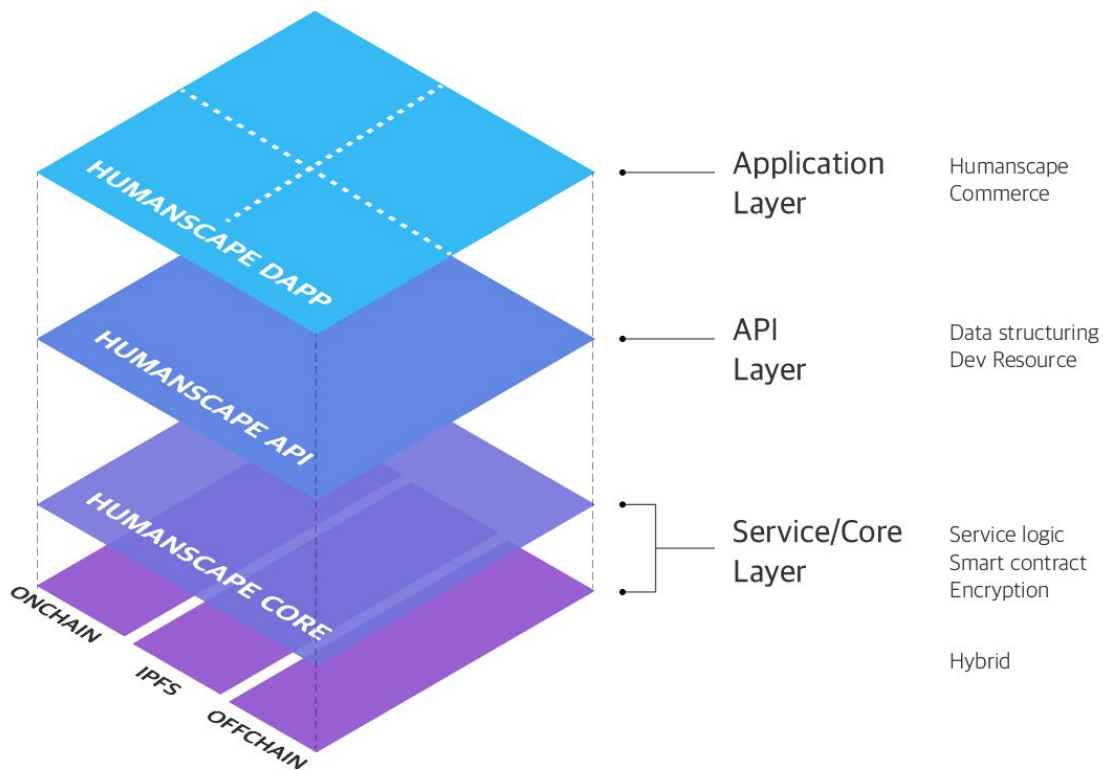 HUMANSCAPE DAPP
Application
Layer
Humanscape
Commerce
HUMANSCAPE API
API
Layer
Data structuring
Dev Resource
HUMANSCAPE CORE
Service/Core
Layer
Service logic
Smart contract
Encryption
Hybrid
ONCHAIN
IPFS
OFFCHAIN